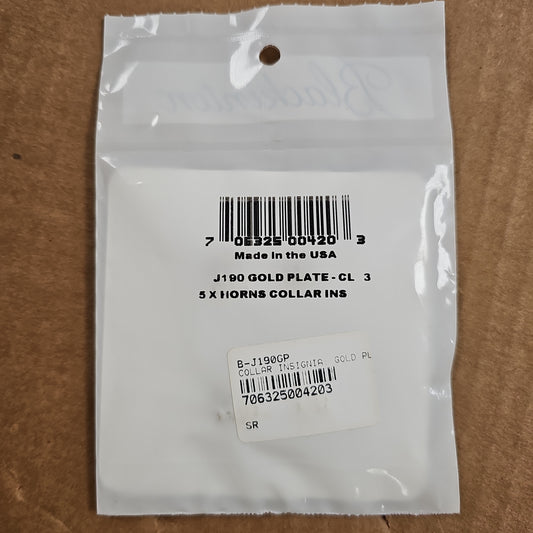 Blackinton
7 06325 00420 3
Made in the USA
J190 GOLD PLATE - CL 3
5 X HORNS COLLAR INS
B-J190GP
COLLAR INSIGNIA GOLD PL
706325004203
SR